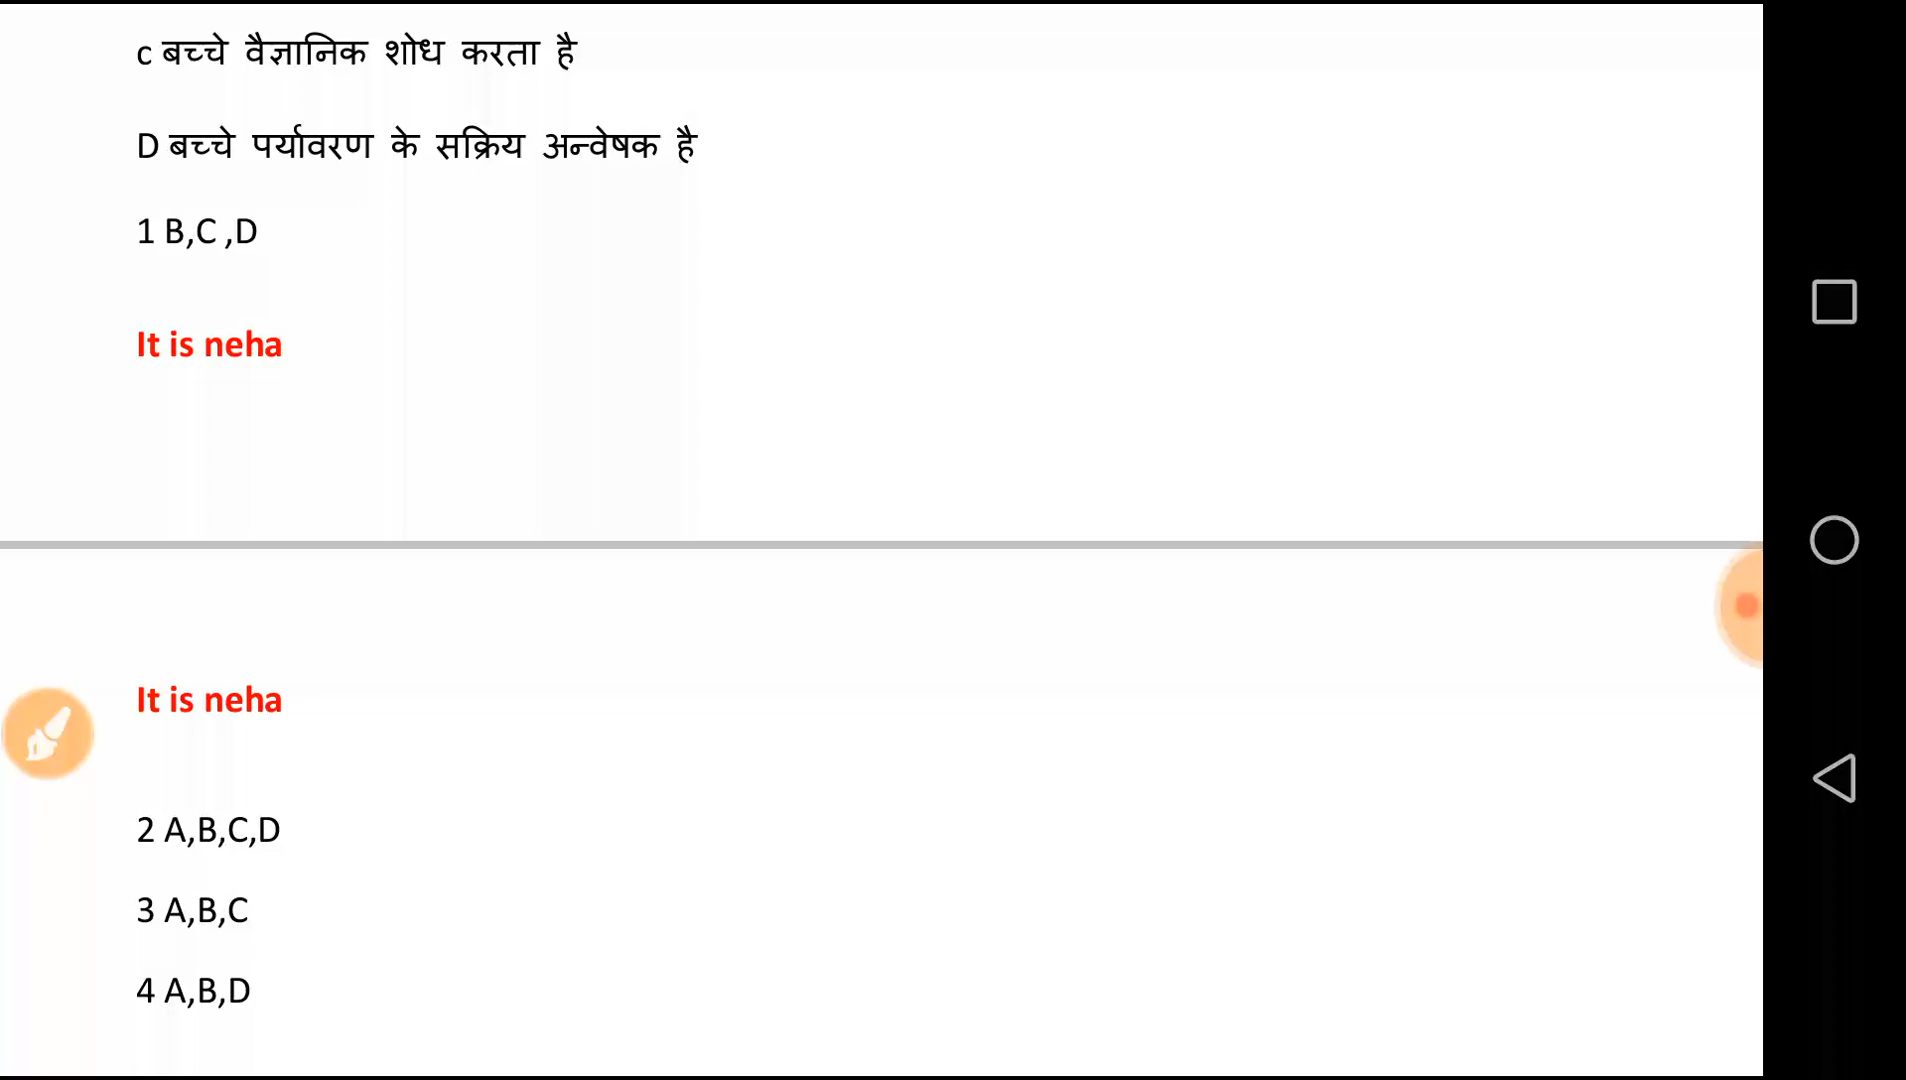 c बच्चे वैज्ञानिक शोध करता है
D बच्चे पर्यावरण के सक्रिय अन्वेषक है
1 B,C ,D
It is neha
It is neha
2 A,B,C,D
3 A,B,C
4 A,B,D